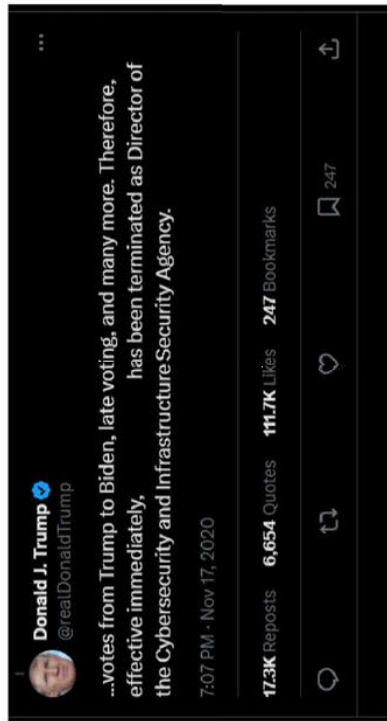 Donald J. Trump
@realDonaldTrump
...votes from Trump to Biden, late voting, and many more. Therefore,
effective immediately, has been terminated as Director of
the Cybersecurity and Infrastructure Security Agency.
7:07 PM · Nov 17, 2020
17.3K Reposts 6,654 Quotes 111.7K Likes 247 Bookmarks
247